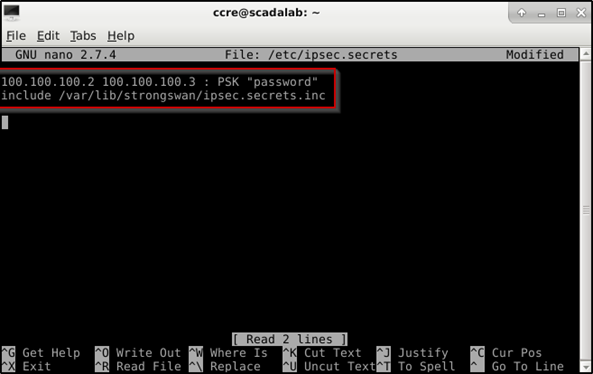 ccre@scadalab: ~
File Edit Tabs Help
GNU nano 2.7.4 File: /etc/ipsec.secrets Modified
100.100.100.2 100.100.100.3 : PSK "password"
include /var/lib/strongswan/ipsec.secrets.inc
[ Read 2 lines ]
^G Get Help ^O Write Out ^W Where Is ^K Cut Text ^J Justify ^C Cur Pos
^X Exit ^R Read File ^\ Replace ^U Uncut Text ^T To Spell ^_ Go To Line